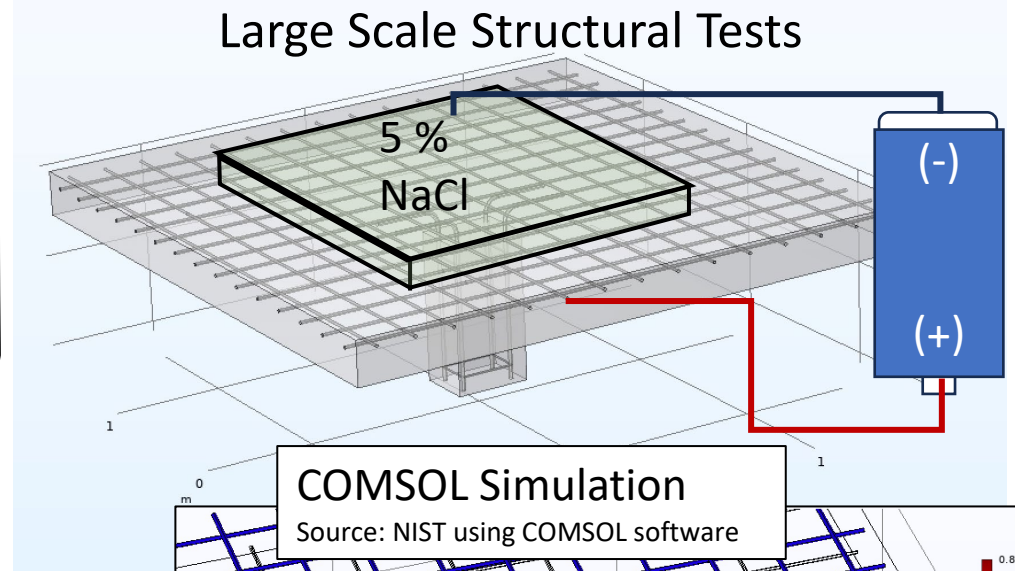 Large Scale Structural Tests
5 %
NaCl
(-)
(+)
1
1
0
m
COMSOL Simulation
Source: NIST using COMSOL software
0.8